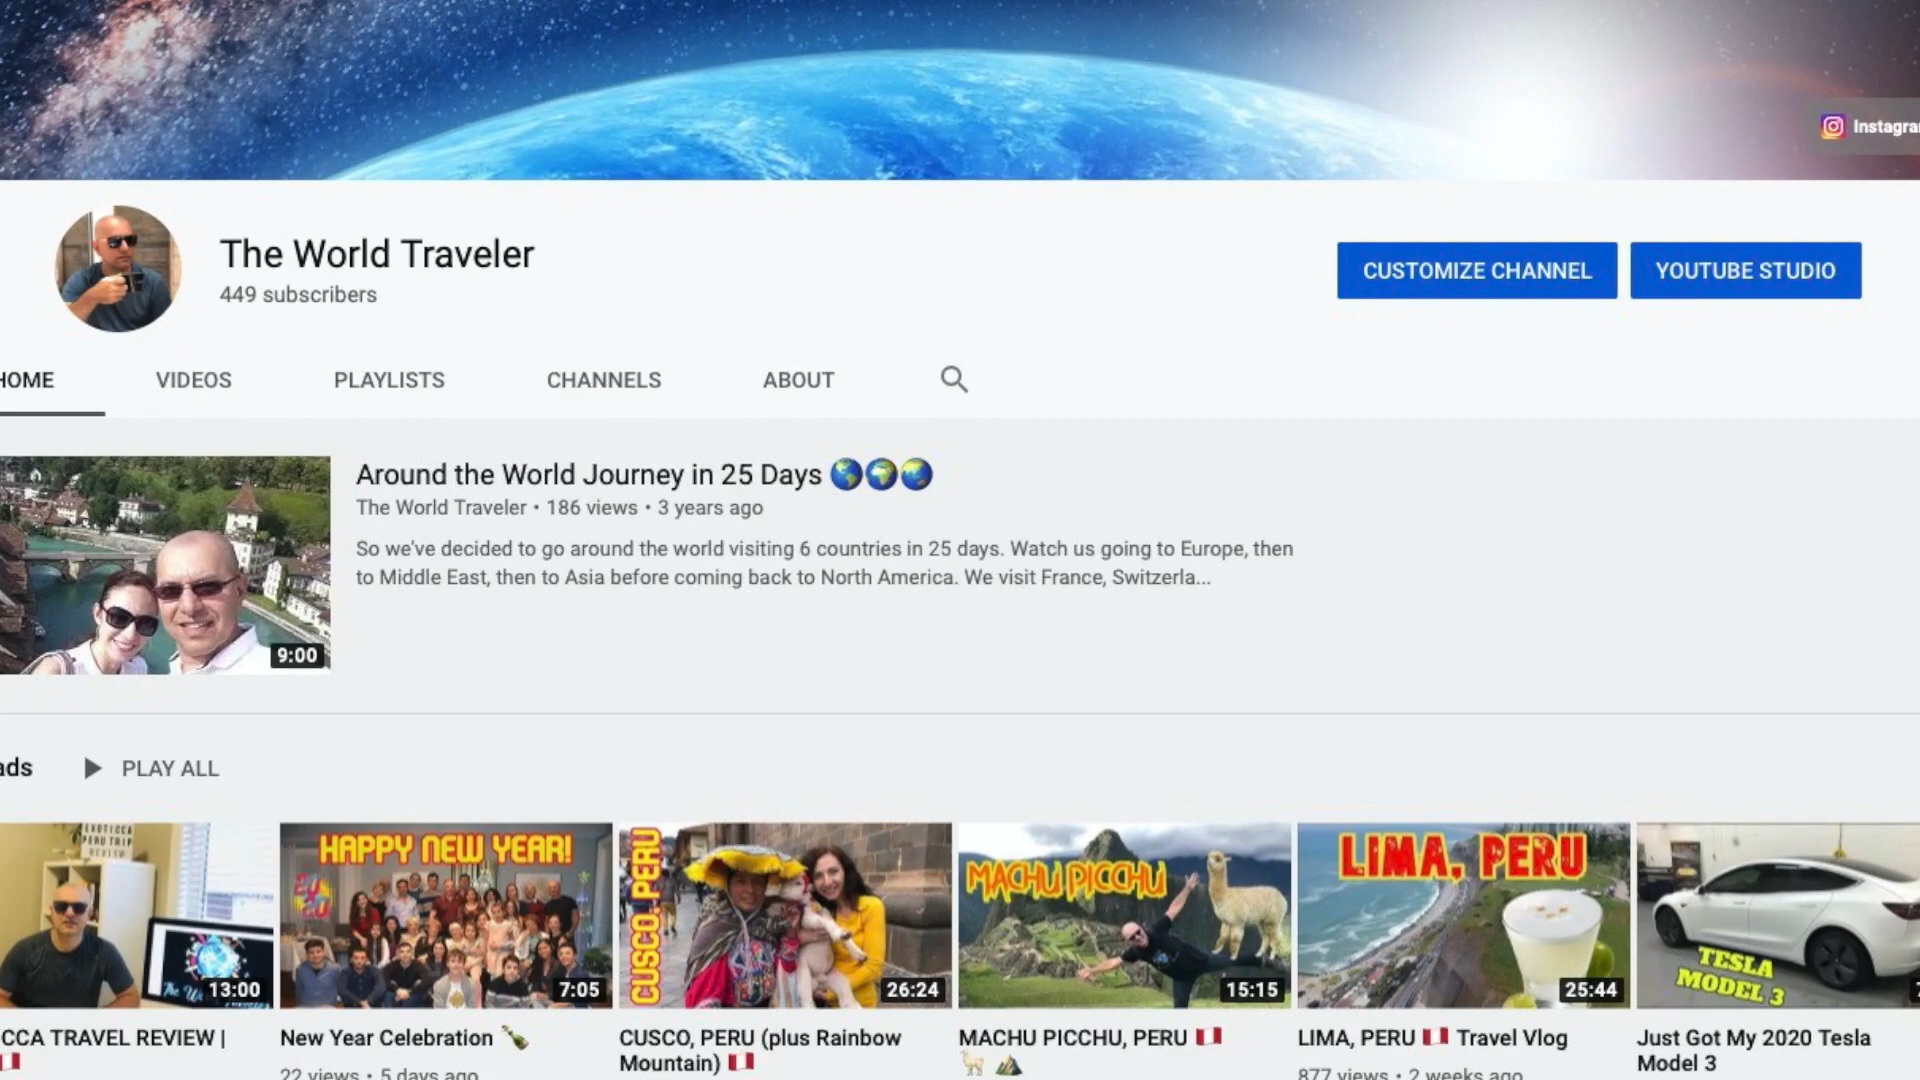 Instagra
The World Traveler
449 subscribers
CUSTOMIZE CHANNEL
YOUTUBE STUDIO
HOME
VIDEOS
PLAYLISTS
CHANNELS
ABOUT
Around the World Journey in 25 Days
The World Traveler • 186 views • 3 years ago
So we've decided to go around the world visiting 6 countries in 25 days. Watch us going to Europe, then
to Middle East, then to Asia before coming back to North America. We visit France, Switzerla...
9:00
ads
PLAY ALL
EXOTICCA
PERU TRIP
REVIEW
13:00
HAPPY NEW YEAR!
7:05
CUSCO, PERU
26:24
MACHU PICCHU
15:15
LIMA, PERU
25:44
TESLA
MODEL 3
CCA TRAVEL REVIEW |
New Year Celebration
22 views • 5 days ago
CUSCO, PERU (plus Rainbow
Mountain)
MACHU PICCHU, PERU
LIMA, PERU Travel Vlog
877 views • 2 weeks ago
Just Got My 2020 Tesla
Model 3